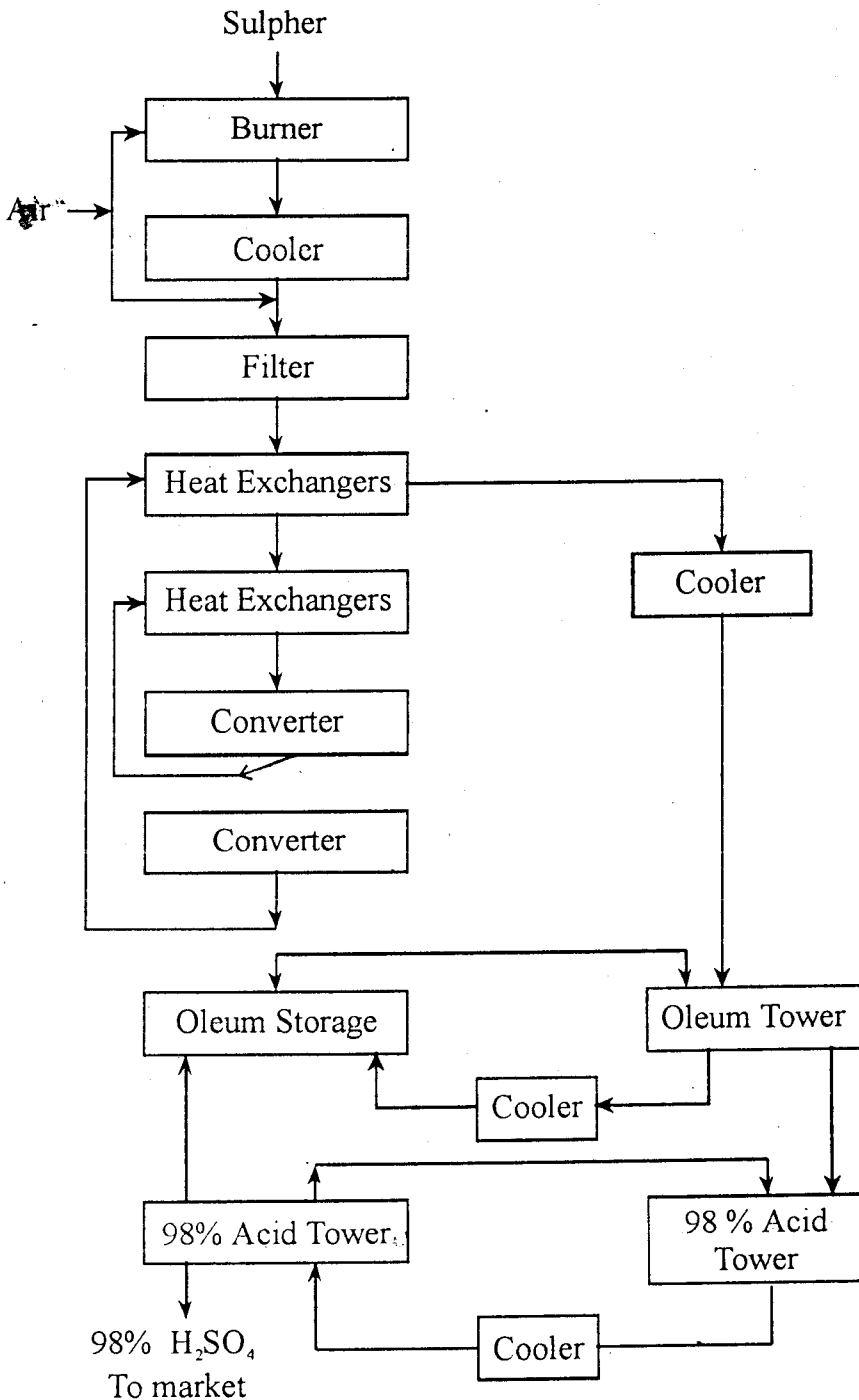 Sulpher
Burner
Air
Cooler
Filter
Heat Exchangers
Heat Exchangers
Cooler
Converter
Converter
Oleum Storage
Oleum Tower
Cooler
98% Acid Tower
98 % Acid
Tower
98% H₂SO₄
To market
Cooler